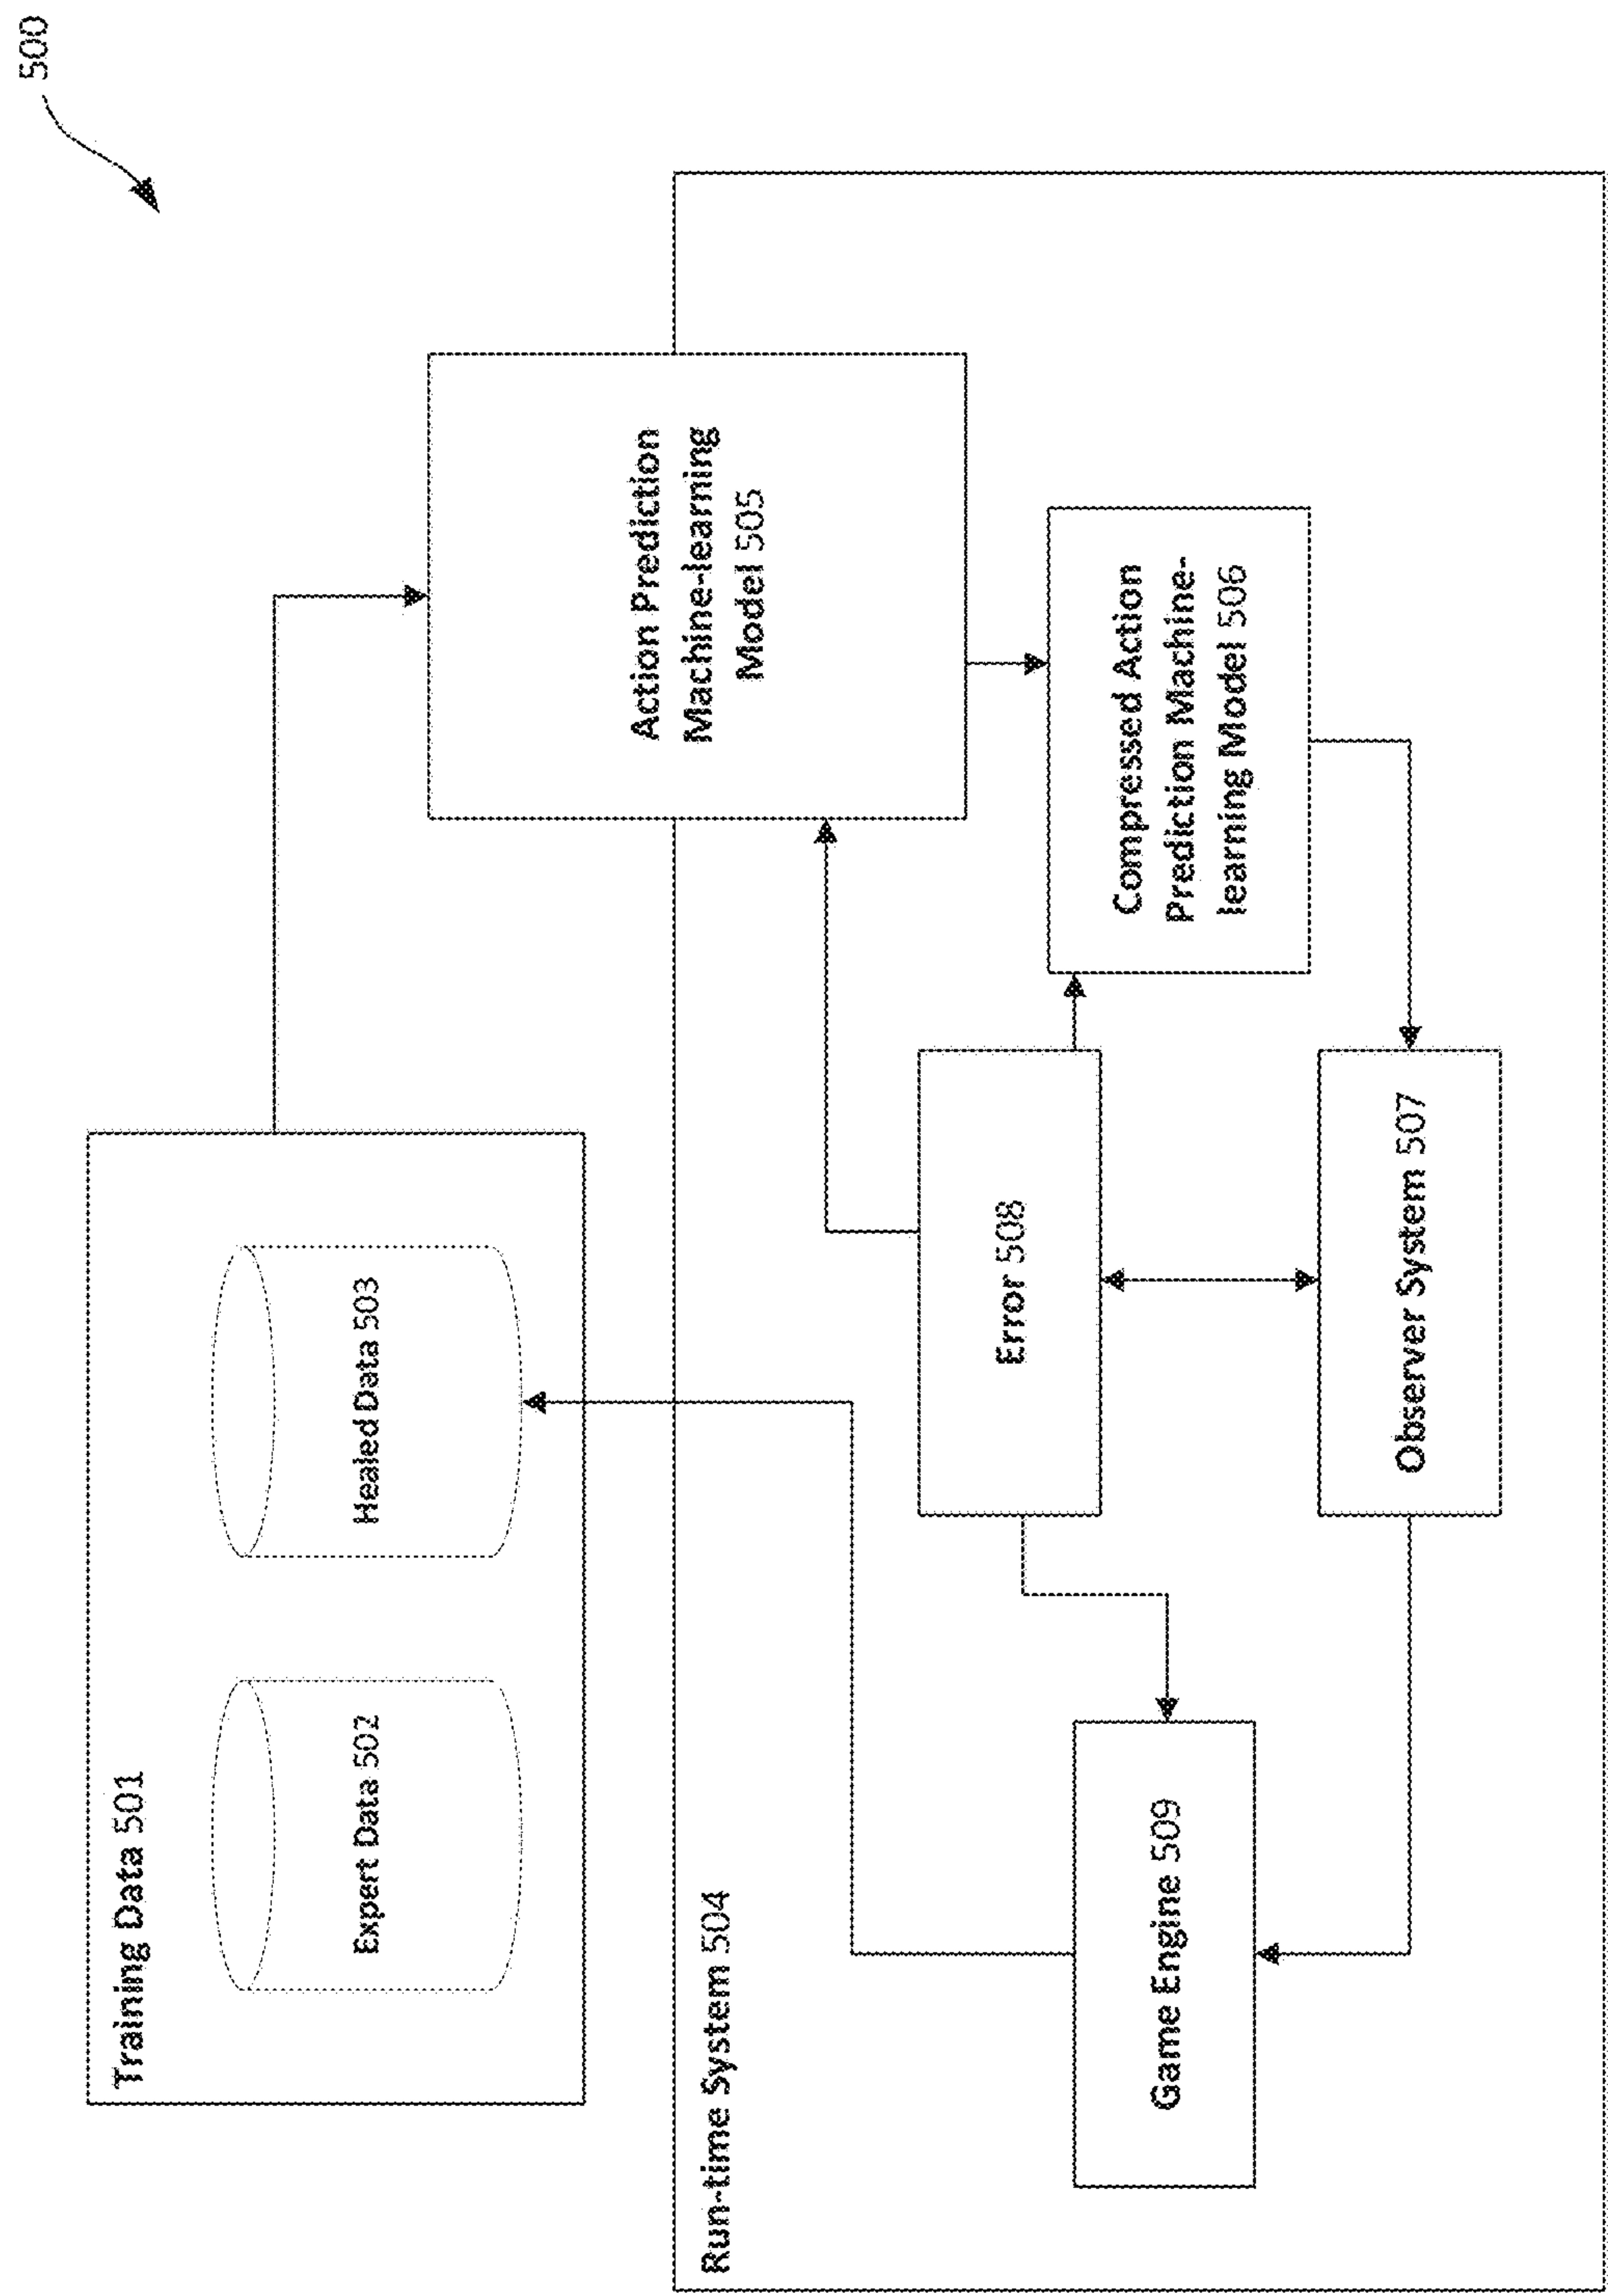 500
Training Data 501
Expert Data 502
Healed Data 503
Run-time System 504
Action Prediction
Machine-learning
Model 505
Compressed Action
Prediction Machine-
learning Model 506
Error 508
Observer System 507
Game Engine 509